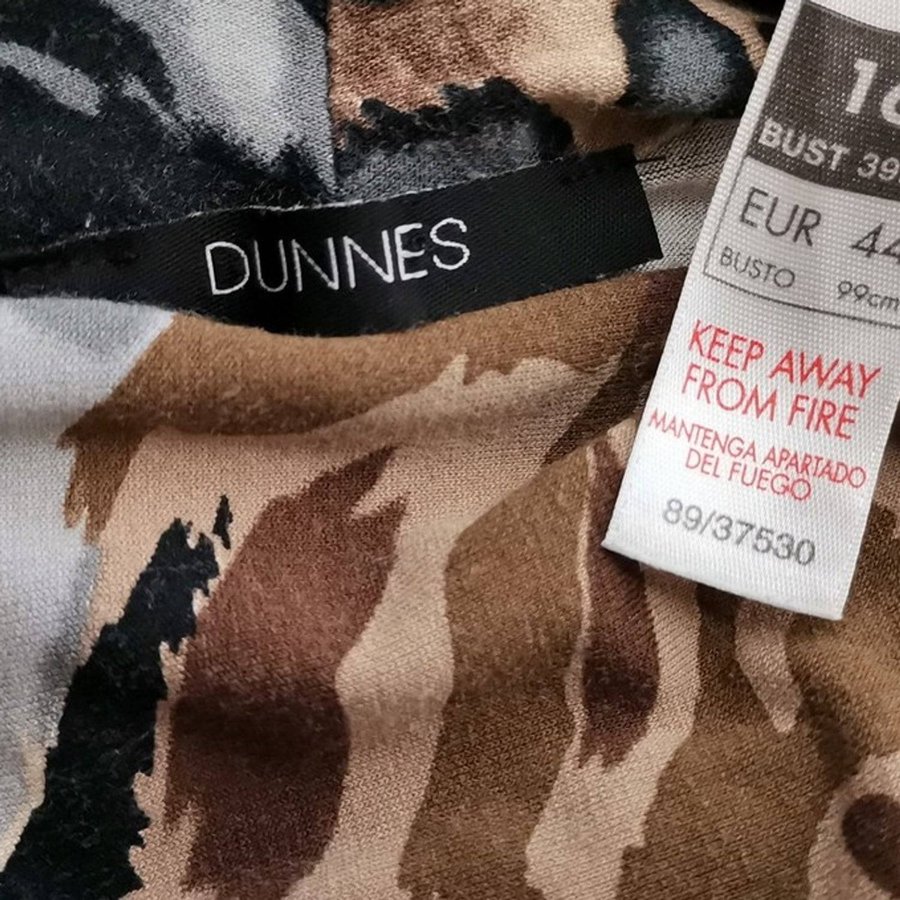 DUNNES
BUST 39
EUR 44
BUSTO 99cm
KEEP AWAY
FROM FIRE
MANTENGA APARTADO
DEL FUEGO
89/37530